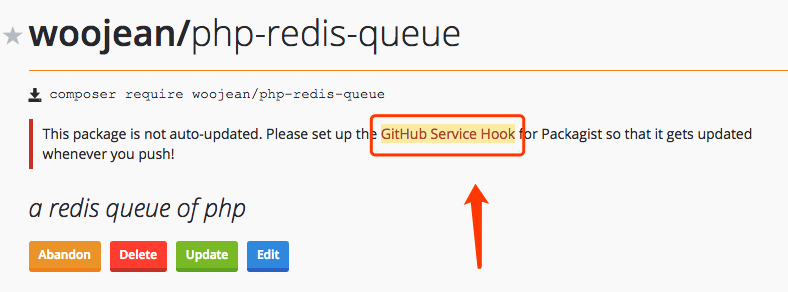 woojean/php-redis-queue
composer require woojean/php-redis-queue
This package is not auto-updated. Please set up the GitHub Service Hook for Packagist so that it gets updated
whenever you push!
a redis queue of php
Abandon Delete Update Edit